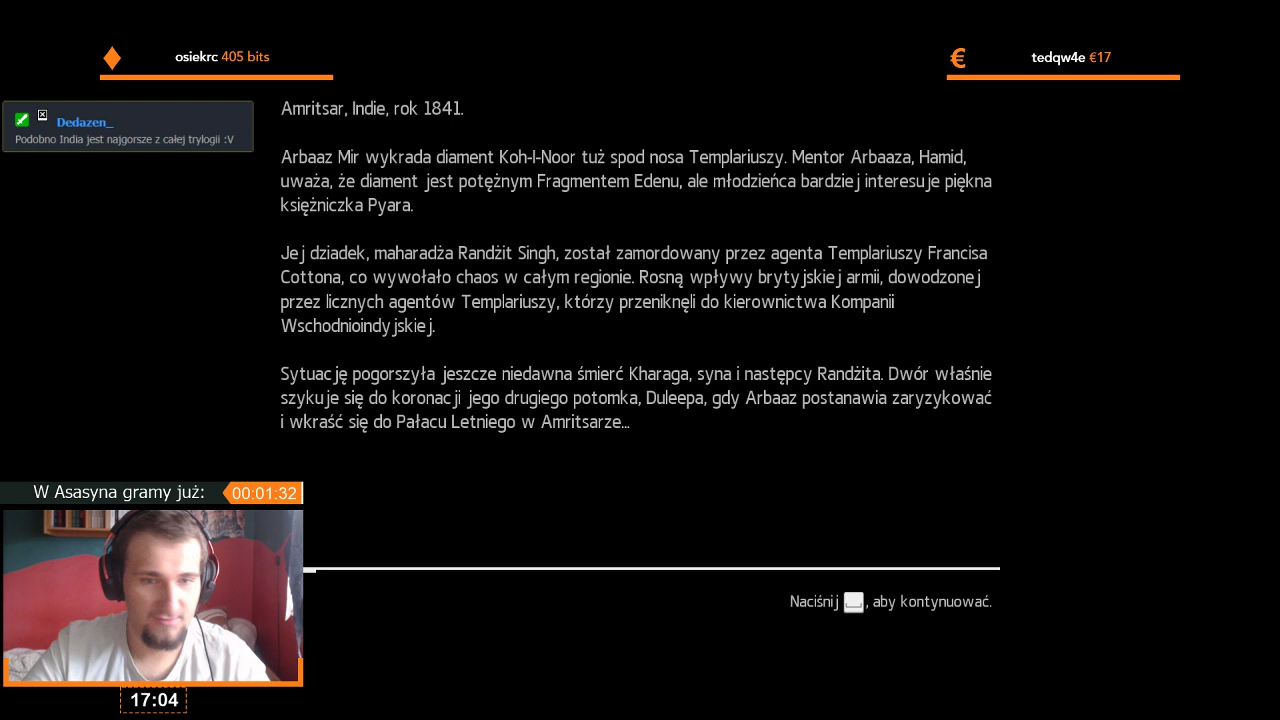 osiekrc 405 bits
€ tedqw4e €17
Dedazen_
Podobno India jest najgorsze z całej trylogii :V
Amritsar, Indie, rok 1841.
Arbaaz Mir wykrada diament Koh-I-Noor tuż spod nosa Templariuszy. Mentor Arbaaza, Hamid,
uważa, że diament jest potężnym Fragmentem Edenu, ale młodzieńca bardziej interesuje piękna
księżniczka Pyara.
Jej dziadek, maharadża Randżit Singh, został zamordowany przez agenta Templariuszy Francisa
Cottona, co wywołało chaos w całym regionie. Rosną wpływy brytyjskiej armii, dowodzonej
przez licznych agentów Templariuszy, którzy przeniknęli do kierownictwa Kompanii
Wschodnioindyjskiej.
Sytuację pogorszyła jeszcze niedawna śmierć Kharaga, syna i następcy Randżita. Dwór właśnie
szykuje się do koronacji jego drugiego potomka, Duleepa, gdy Arbaaz postanawia zaryzykować
i wkraść się do Pałacu Letniego w Amritsarze...
W Asasyna gramy już: 00:01:32
Naciśnij , aby kontynuować.
17:04